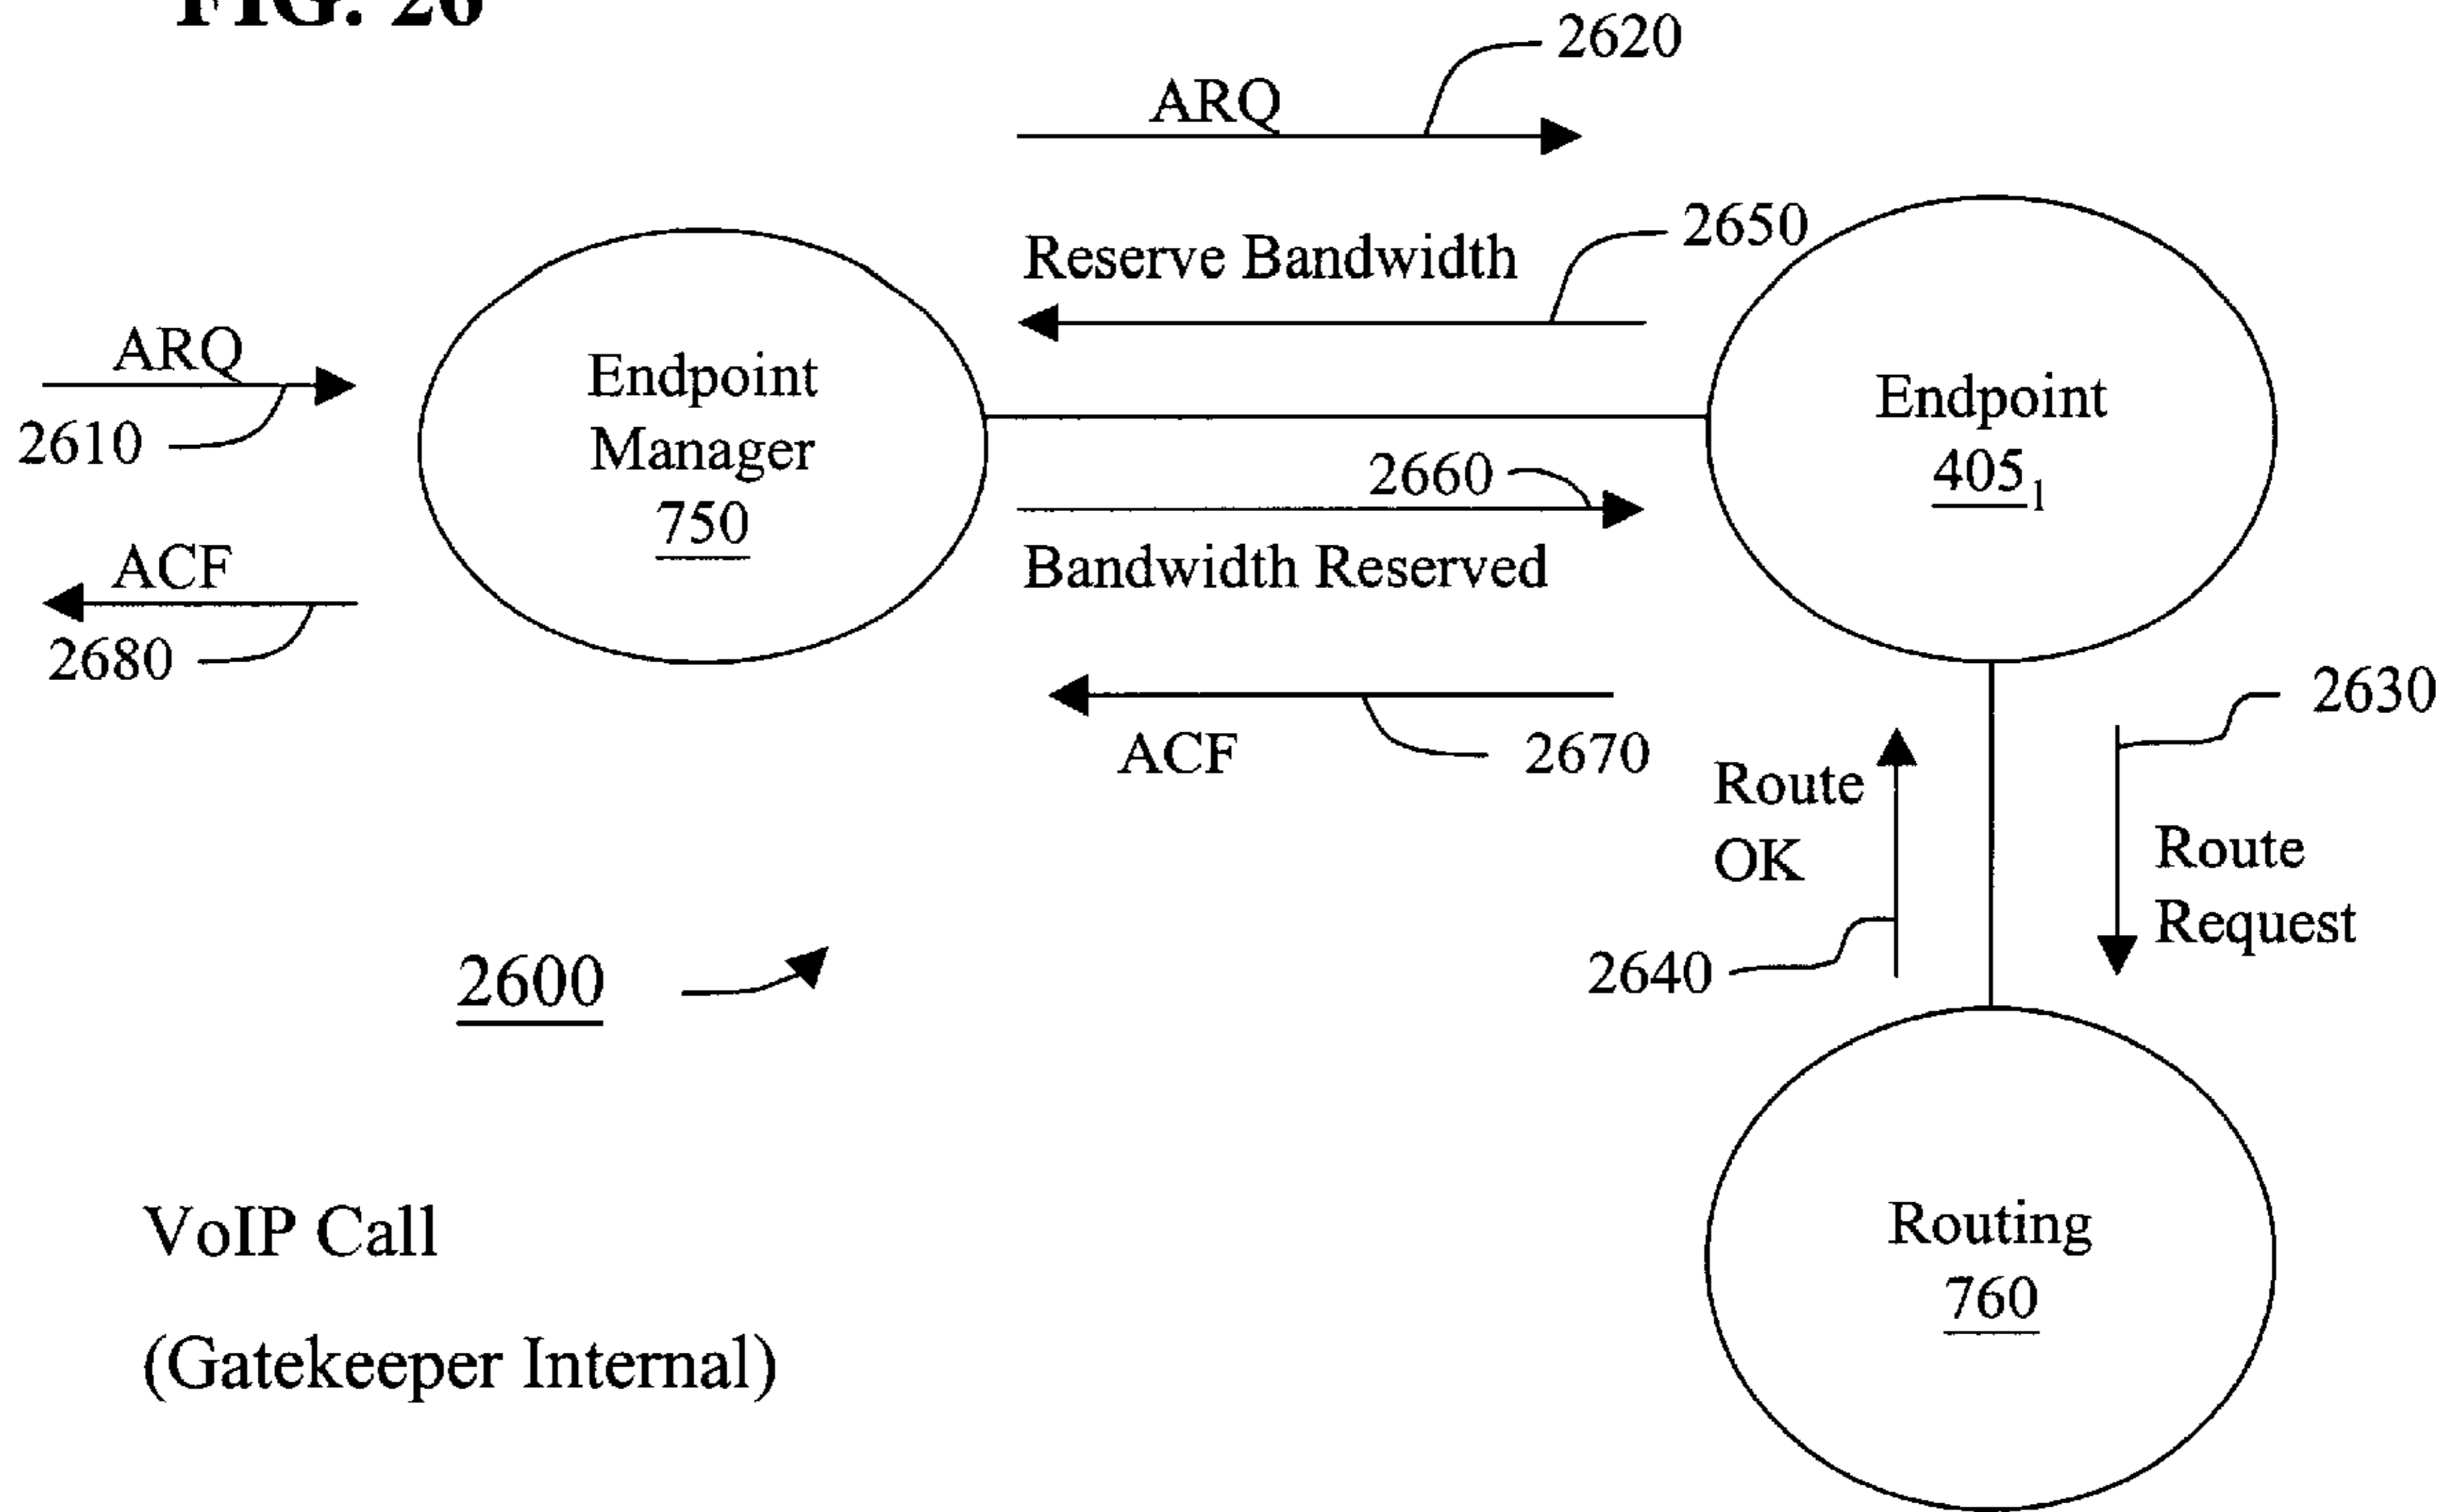 FIG. 26
2620
ARQ
2650
Reserve Bandwidth
ARQ
2610
Endpoint
Manager
750
Endpoint
405₁
2660
Bandwidth Reserved
ACF
2680
ACF
2670
2630
Route
OK
Route
Request
2640
2600
VoIP Call
(Gatekeeper Internal)
Routing
760